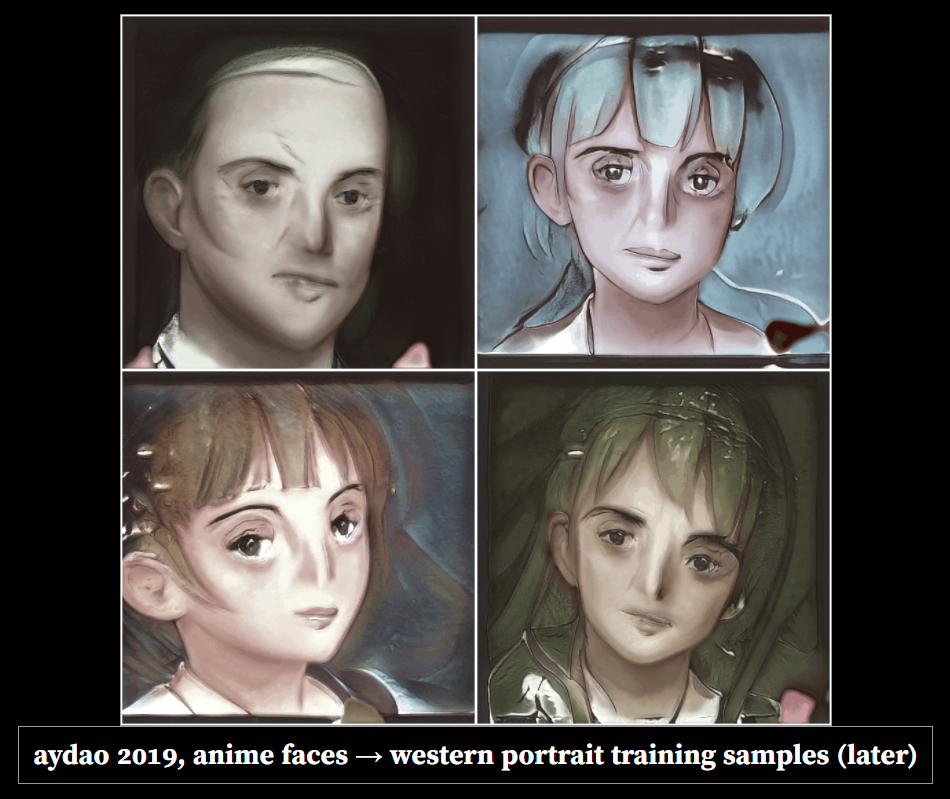 aydao 2019, anime faces → western portrait training samples (later)